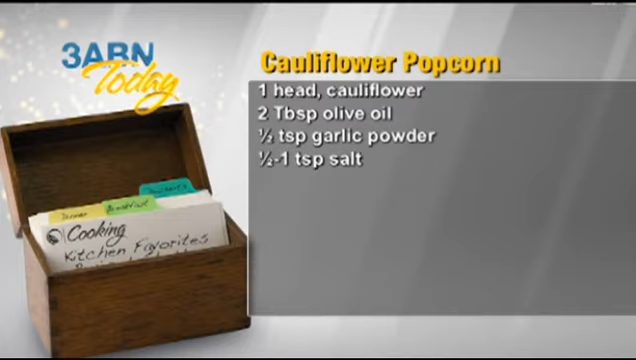 3ABN
Today
Cauliflower Popcorn
1 head, cauliflower
2 Tbsp olive oil
½ tsp garlic powder
½-1 tsp salt
Dinner
Breakfast
Desserts
Cooking
Kitchen Favorites